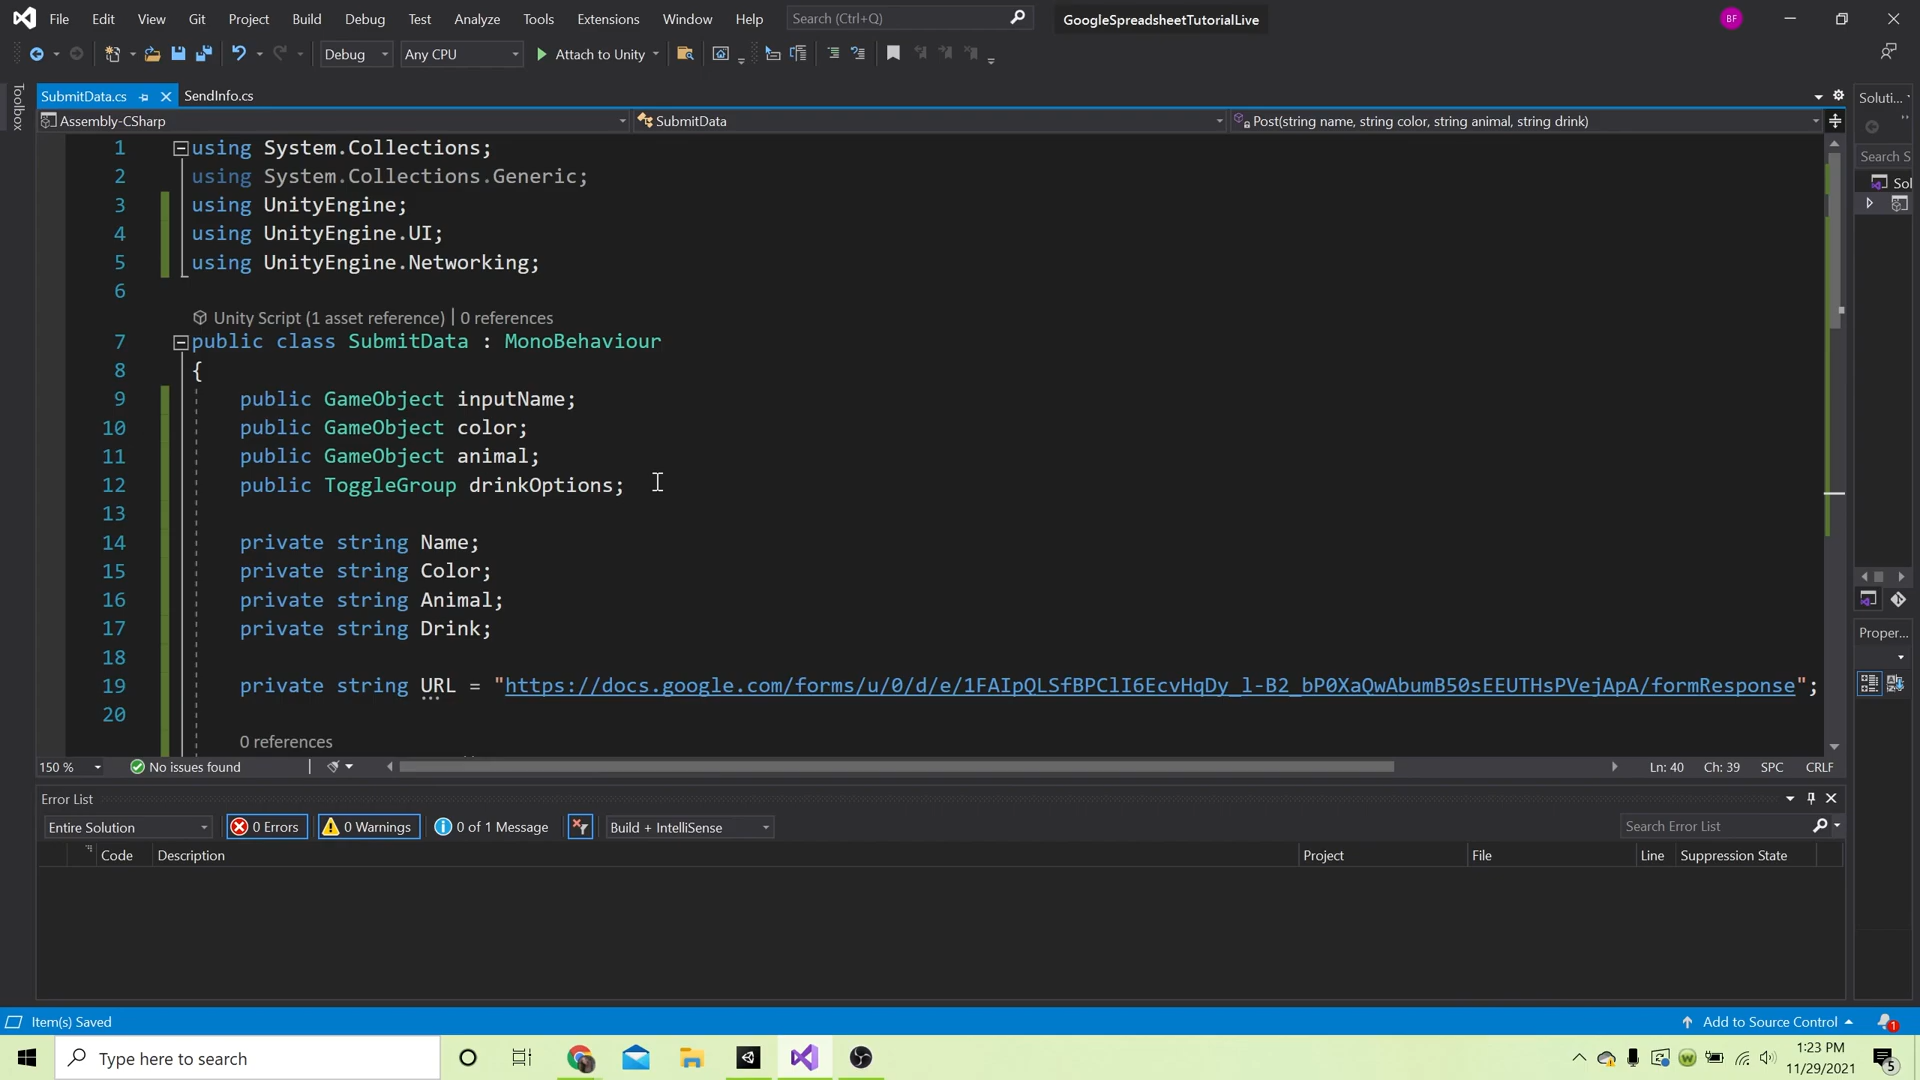 File Edit View Git Project Build Debug Test Analyze Tools Extensions Window Help Search (Ctrl+Q) GoogleSpreadsheetTutorialLive BF
Debug Any CPU Attach to Unity
Toolbox
SubmitData.cs SendInfo.cs Soluti...
Assembly-CSharp SubmitData Post(string name, string color, string animal, string drink)
Search S
Sol
1 using System.Collections;
2 using System.Collections.Generic;
3 using UnityEngine;
4 using UnityEngine.UI;
5 using UnityEngine.Networking;
6
Unity Script (1 asset reference) | 0 references
7 public class SubmitData : MonoBehaviour
8 {
9 public GameObject inputName;
10 public GameObject color;
11 public GameObject animal;
12 public ToggleGroup drinkOptions;
13
14 private string Name;
15 private string Color;
16 private string Animal;
17 private string Drink;
18
19 private string URL = "https://docs.google.com/forms/u/0/d/e/1FAIpQLSfBPClI6EcvHqDy_l-B2_bP0XaQwAbumB50sEEUTHsPVejApA/formResponse";
20
0 references
Proper...
150 % No issues found Ln: 40 Ch: 39 SPC CRLF
Error List
Entire Solution 0 Errors 0 Warnings 0 of 1 Message Build + IntelliSense Search Error List
Code Description Project File Line Suppression State
Item(s) Saved Add to Source Control 1
Type here to search
1:23 PM
11/29/2021
5